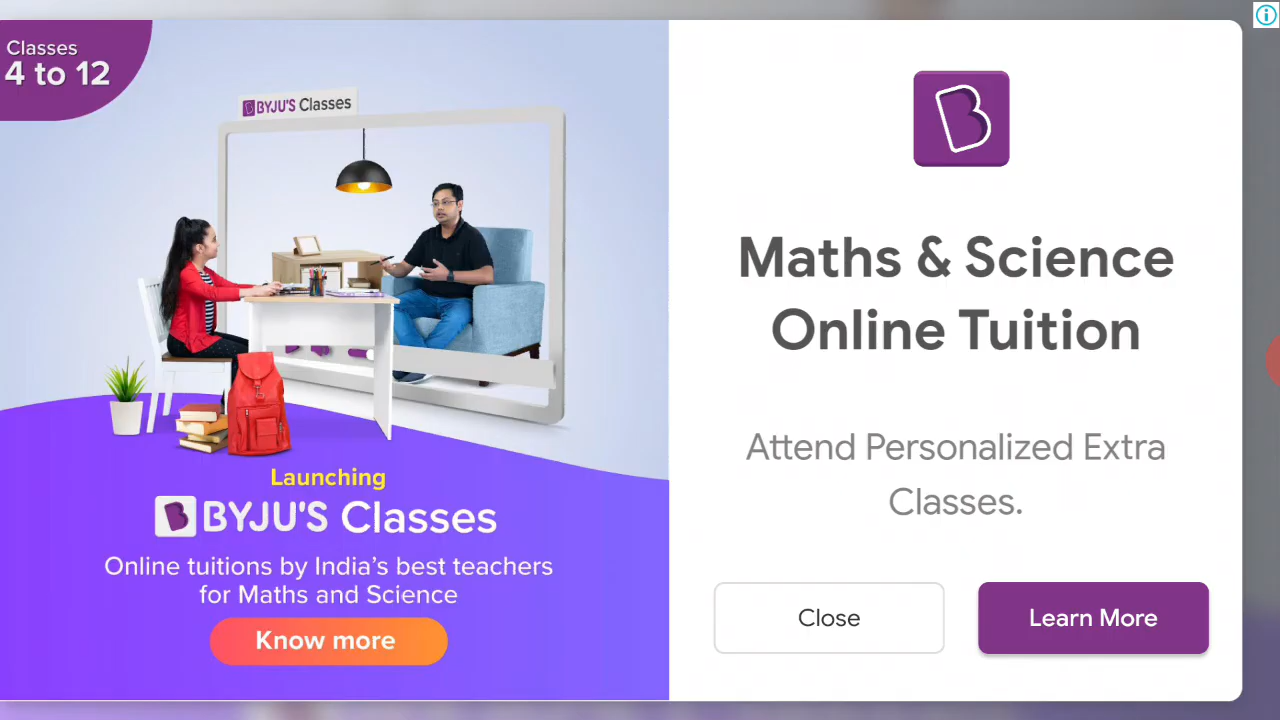 Classes
4 to 12
BYJU'S Classes
Launching
BYJU'S Classes
Online tuitions by India's best teachers
for Maths and Science
Know more
Maths & Science
Online Tuition
Attend Personalized Extra
Classes.
Close
Learn More